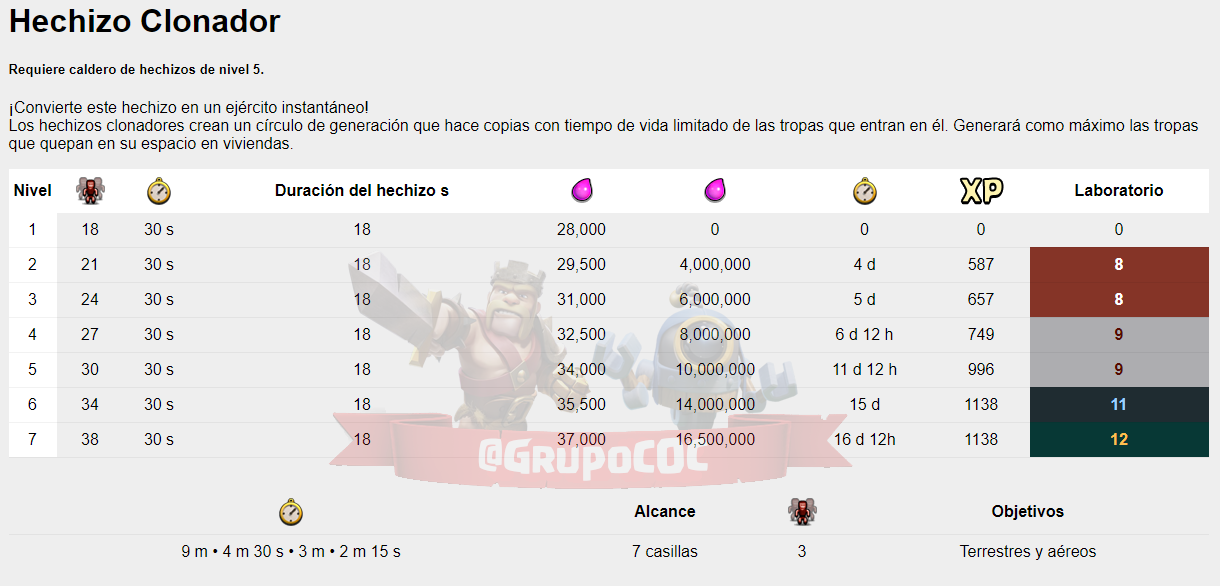 Hechizo Clonador
Requiere caldero de hechizos de nivel 5.
¡Convierte este hechizo en un ejército instantáneo!
Los hechizos clonadores crean un círculo de generación que hace copias con tiempo de vida limitado de las tropas que entran en él. Generará como máximo las tropas
que quepan en su espacio en viviendas.
Nivel Duración del hechizo s XP Laboratorio
1 18 30 s 18 28,000 0 0 0 0
2 21 30 s 18 29,500 4,000,000 4 d 587 8
3 24 30 s 18 31,000 6,000,000 5 d 657 8
4 27 30 s 18 32,500 8,000,000 6 d 12 h 749 9
5 30 30 s 18 34,000 10,000,000 11 d 12 h 996 9
6 34 30 s 18 35,500 14,000,000 15 d 1138 11
7 38 30 s 18 37,000 16,500,000 16 d 12h 1138 12
@GRUPOCOC
Alcance Objetivos
9 m • 4 m 30 s • 3 m • 2 m 15 s 7 casillas 3 Terrestres y aéreos